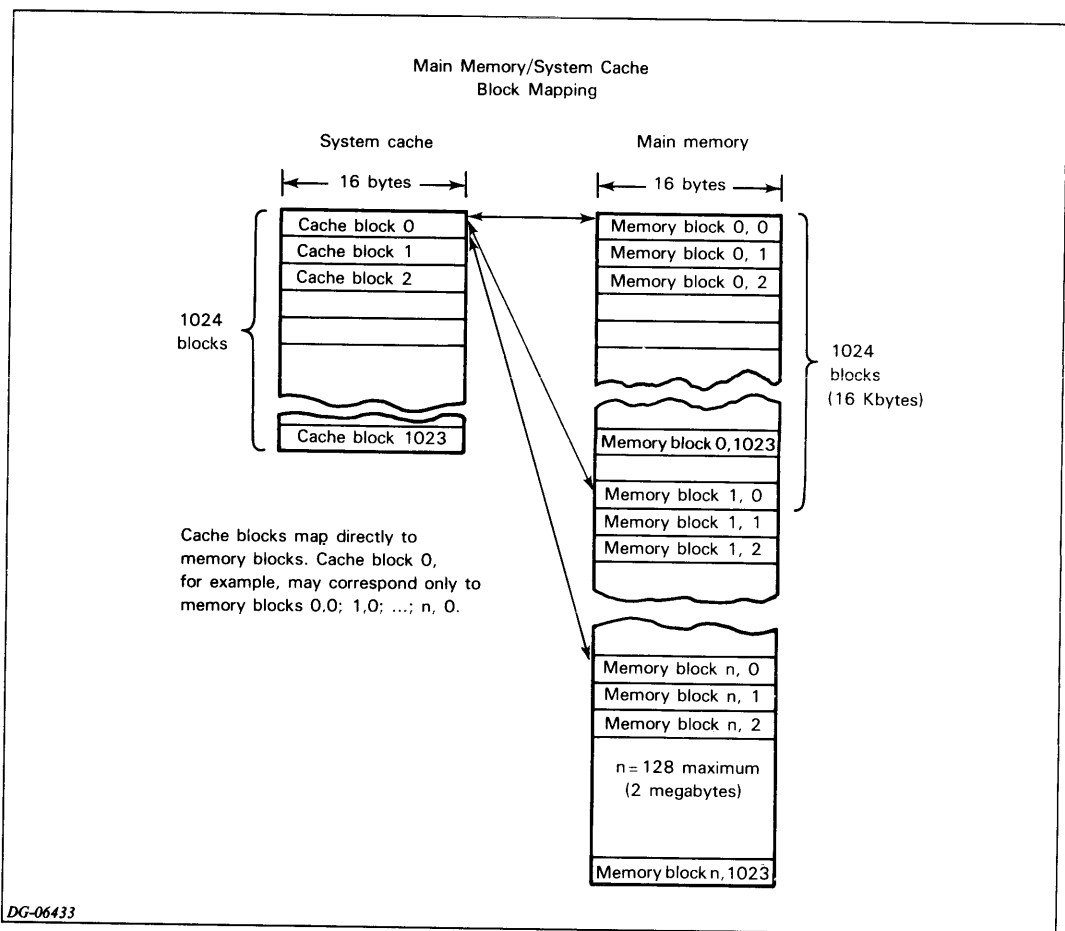 Main Memory/System Cache
Block Mapping
System cache
Main memory
16 bytes
16 bytes
Cache block 0
Cache block 1
Cache block 2
Cache block 1023
1024
blocks
Memory block 0, 0
Memory block 0, 1
Memory block 0, 2
Memory block 0,1023
Memory block 1, 0
Memory block 1, 1
Memory block 1, 2
1024
blocks
(16 Kbytes)
Cache blocks map directly to
memory blocks. Cache block 0,
for example, may correspond only to
memory blocks 0,0; 1,0; ...; n, 0.
Memory block n, 0
Memory block n, 1
Memory block n, 2
n=128 maximum
(2 megabytes)
Memory block n,1023
DG-06433